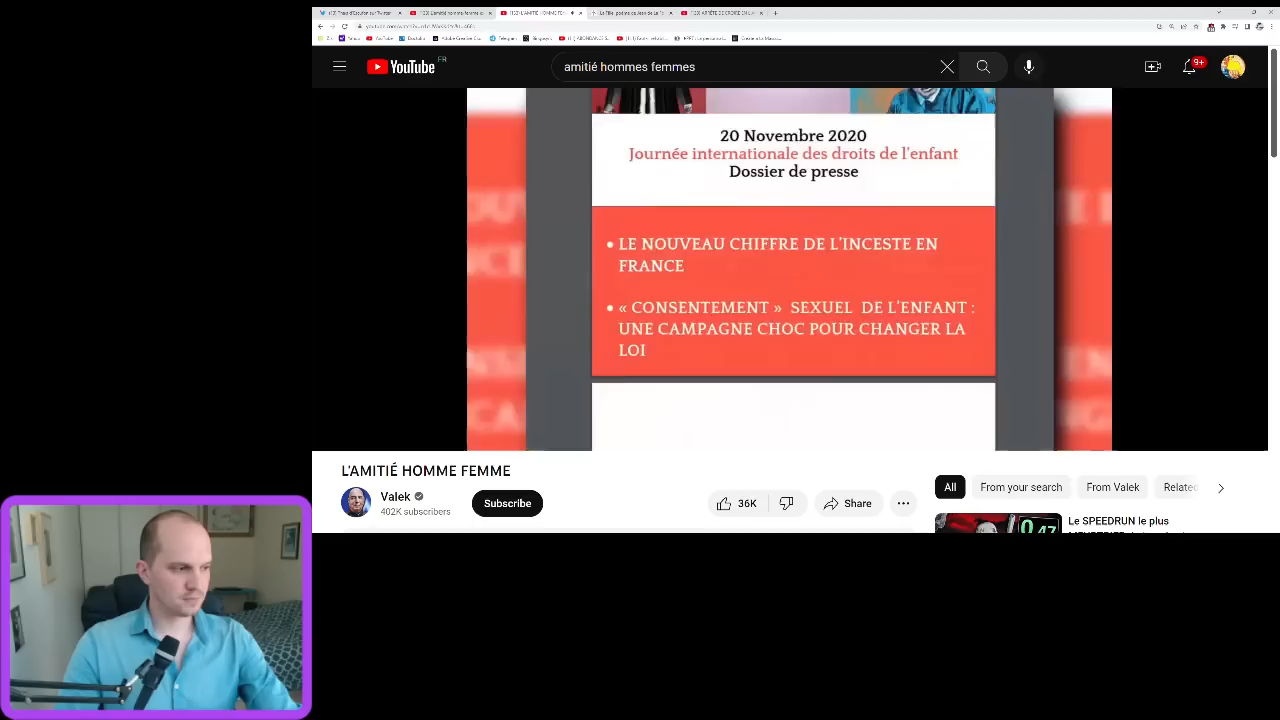 YouTube FR
amitié hommes femmes
9+
20 Novembre 2020
Journée internationale des droits de l'enfant
Dossier de presse
• LE NOUVEAU CHIFFRE DE L'INCESTE EN
FRANCE
• « CONSENTEMENT » SEXUEL DE L'ENFANT :
UNE CAMPAGNE CHOC POUR CHANGER LA
LOI
L'AMITIÉ HOMME FEMME
Valek
402K subscribers
Subscribe
36K
Share
All
From your search
From Valek
Le SPEEDRUN le plus